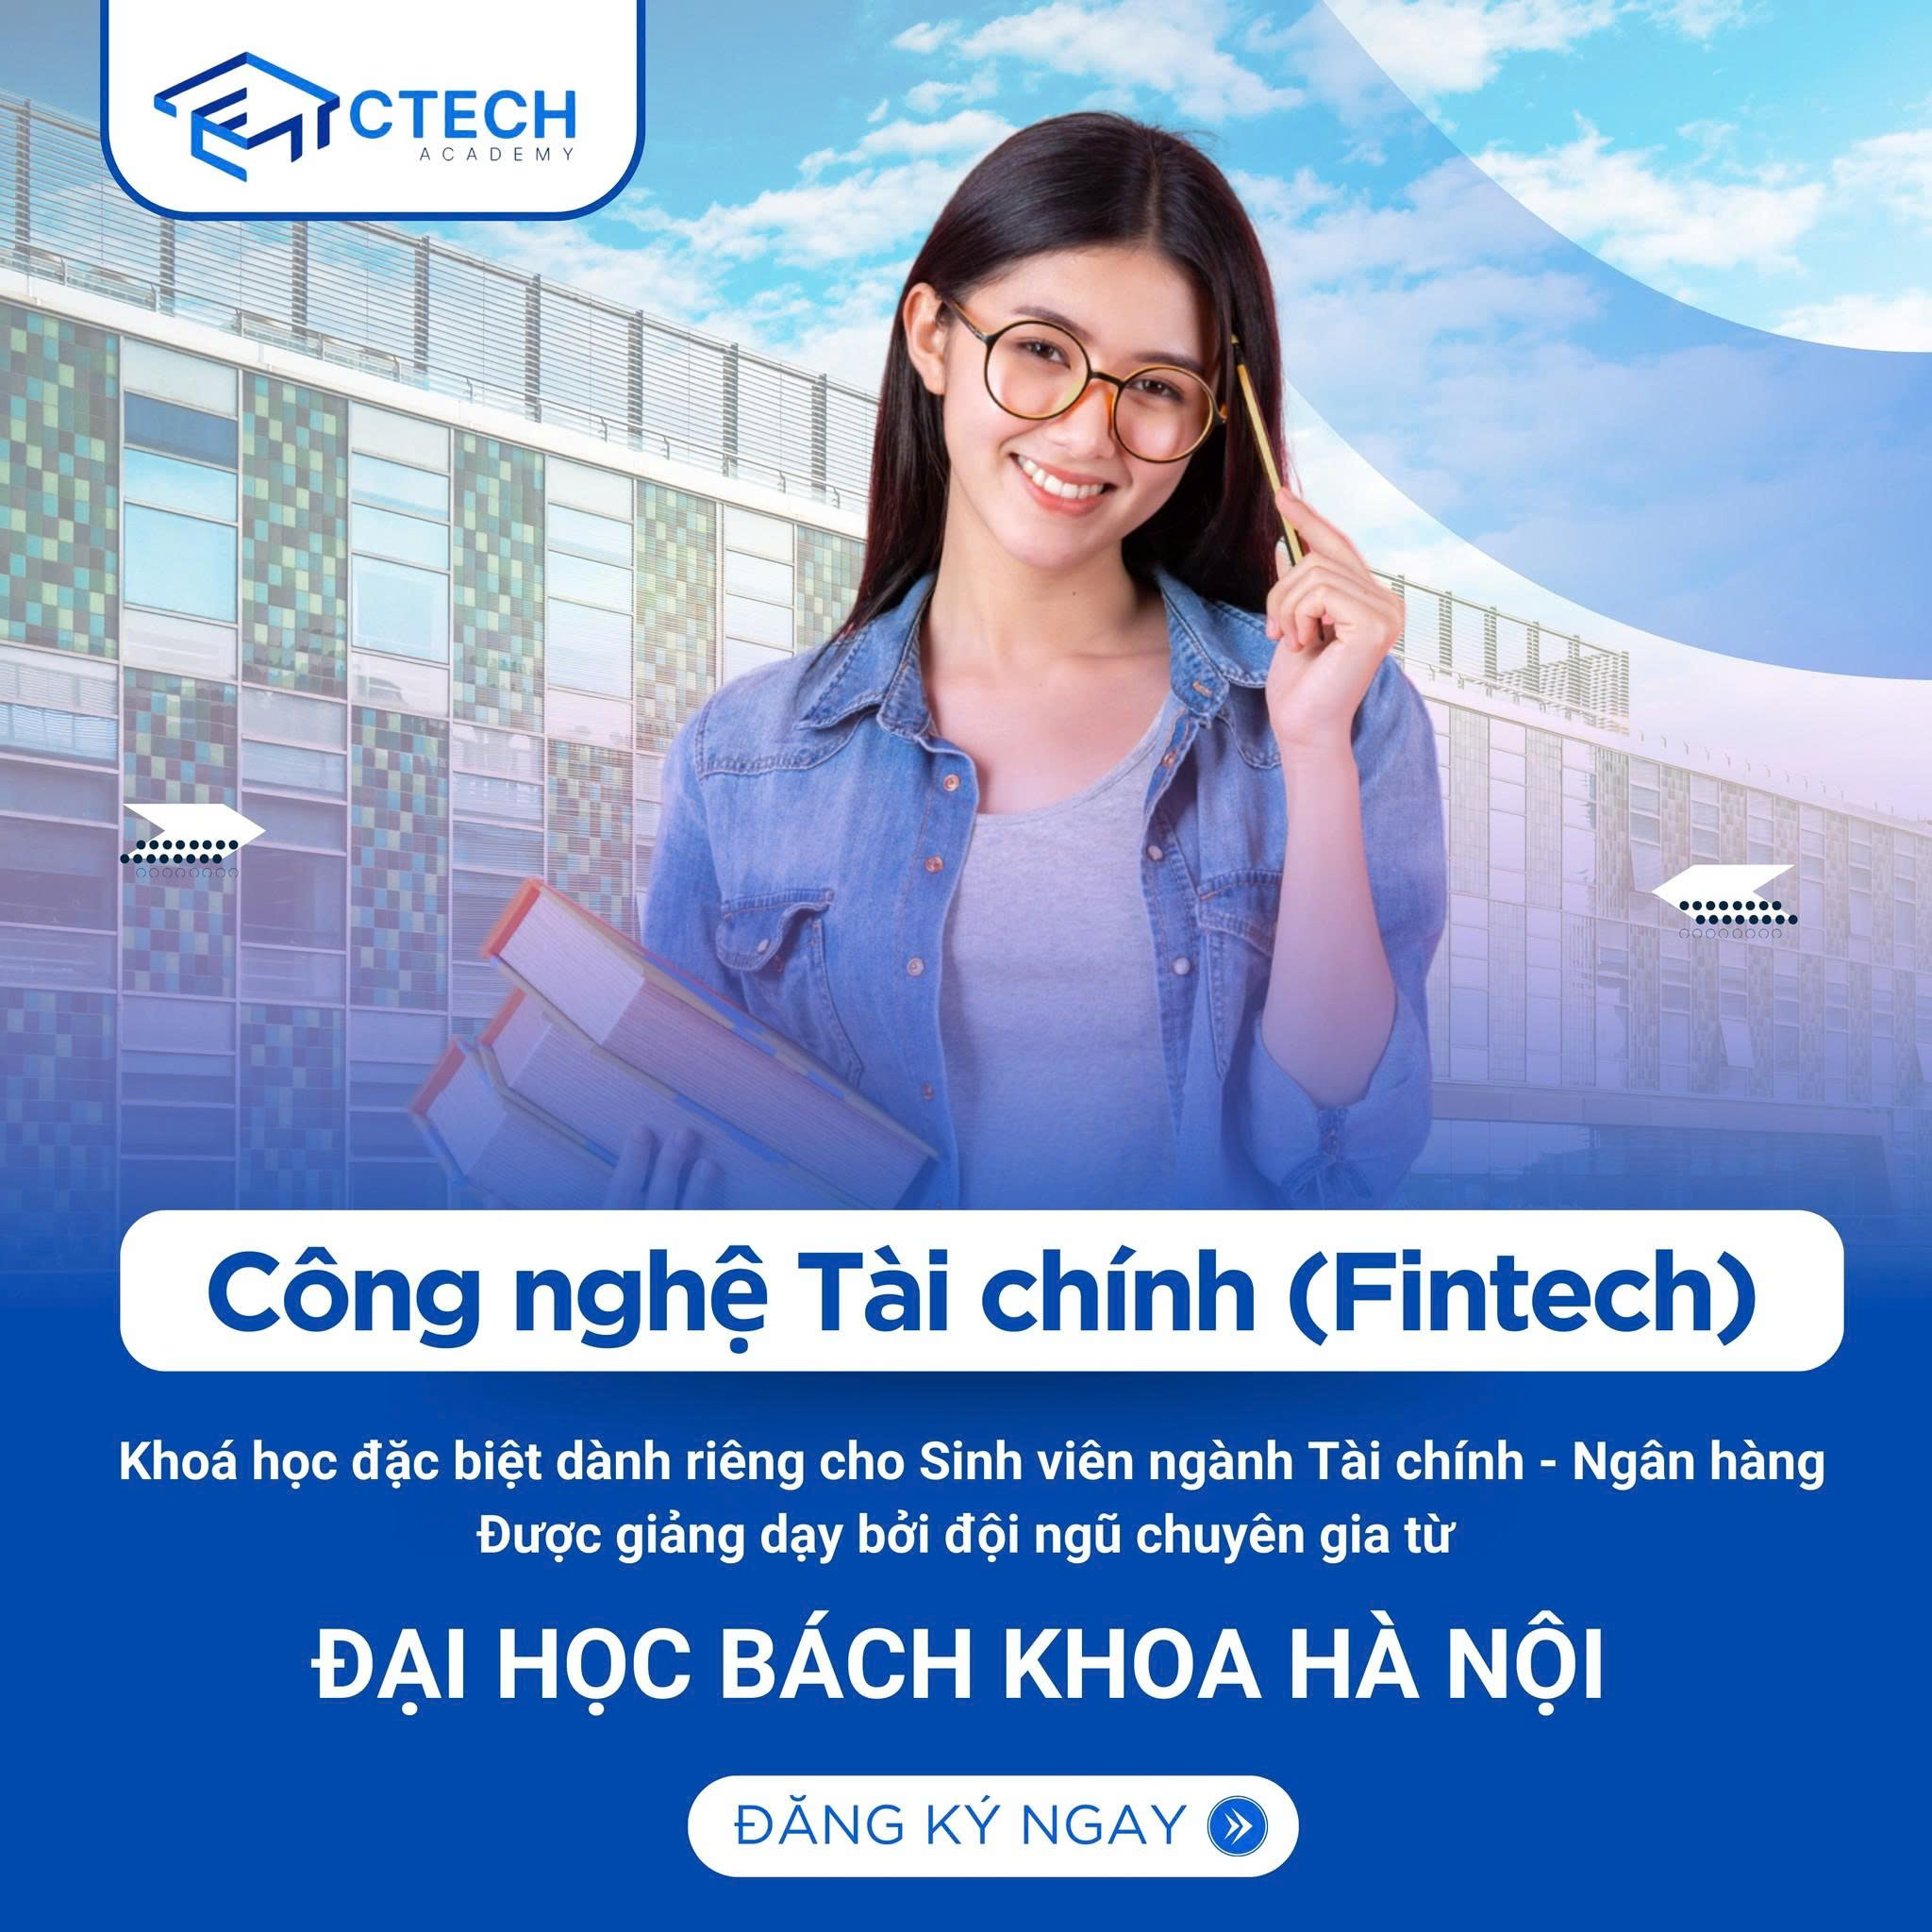 CTECH
ACADEMY
Công nghệ Tài chính (Fintech)
Khoá học đặc biệt dành riêng cho Sinh viên ngành Tài chính - Ngân hàng
Được giảng dạy bởi đội ngũ chuyên gia từ
ĐẠI HỌC BÁCH KHOA HÀ NỘI
ĐĂNG KÝ NGAY